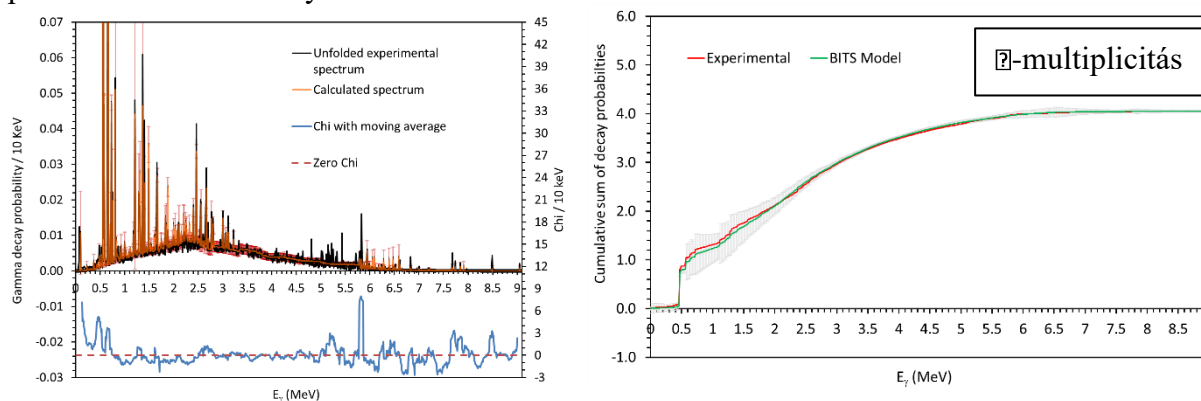 0.07
0.06
0.05
0.04
0.03
0.02
0.01
0.00
-0.01
-0.02
-0.03
Gamma decay probability / 10 KeV
Unfolded experimental
spectrum
Calculated spectrum
Chi with moving average
Zero Chi
45
42
39
36
33
30
27
24
21
18
15
12
9
6
3
0
-3
Chi / 10 keV
0 0.5 1 1.5 2 2.5 3 3.5 4 4.5 5 5.5 6 6.5 7 7.5 8 8.5 9
Eγ (MeV)
6.0
5.0
4.0
3.0
2.0
1.0
0.0
-1.0
Cumulative sum of decay probabilties
Experimental BITS Model
-multiplicitás
0 0.5 1 1.5 2 2.5 3 3.5 4 4.5 5 5.5 6 6.5 7 7.5 8 8.5
Eγ (MeV)